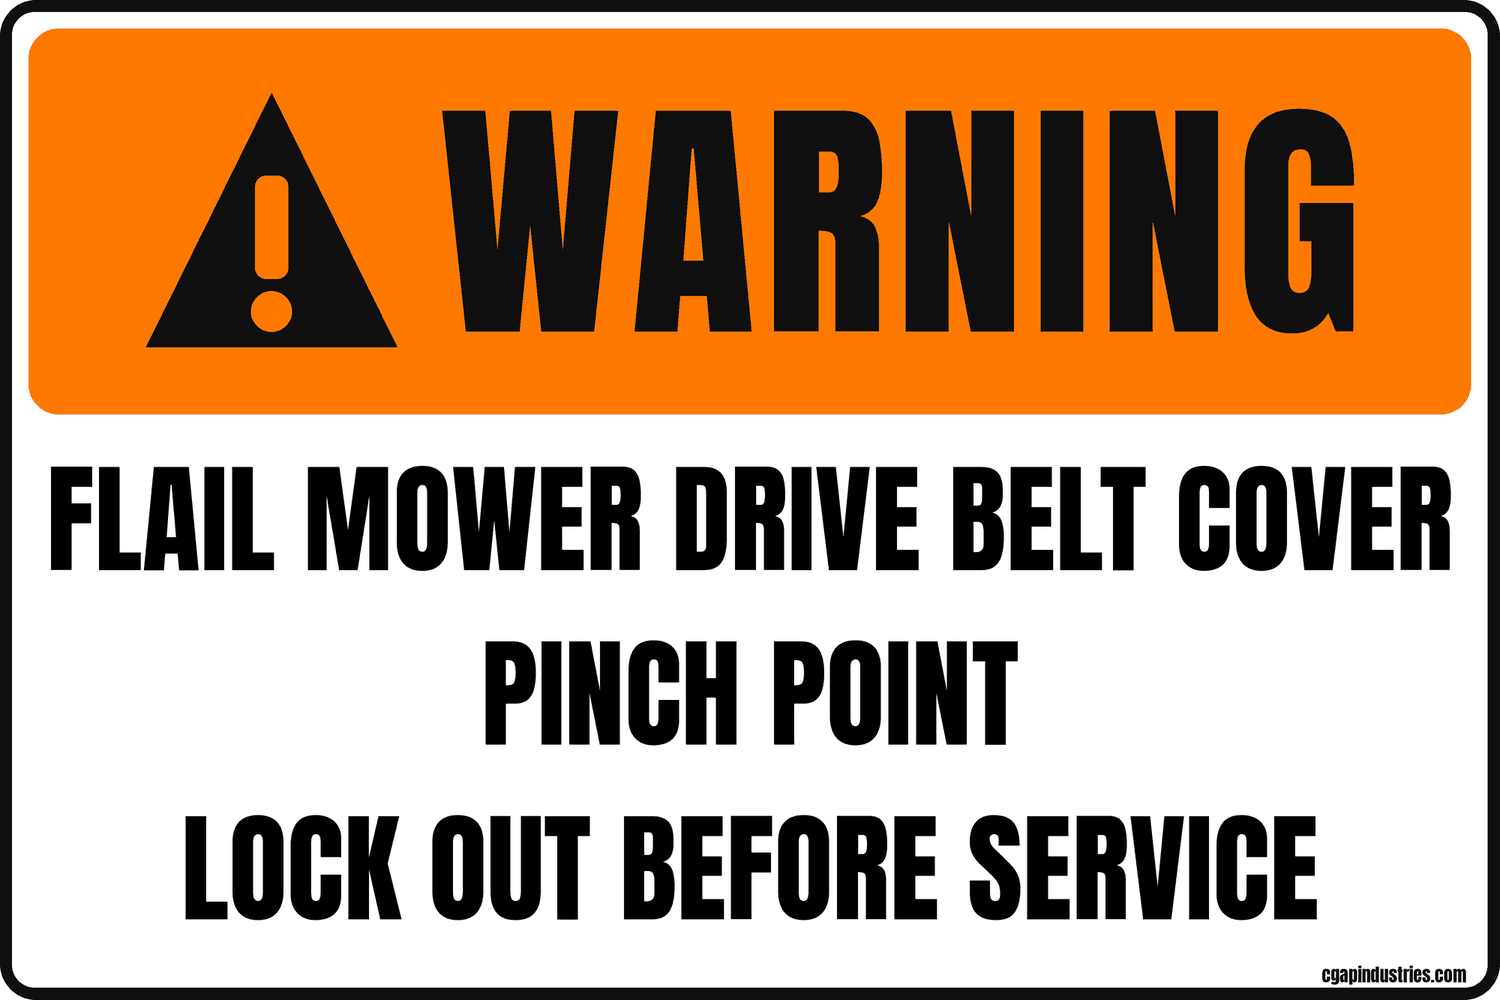 WARNING
FLAIL MOWER DRIVE BELT COVER
PINCH POINT
LOCK OUT BEFORE SERVICE
cgapindustries.com